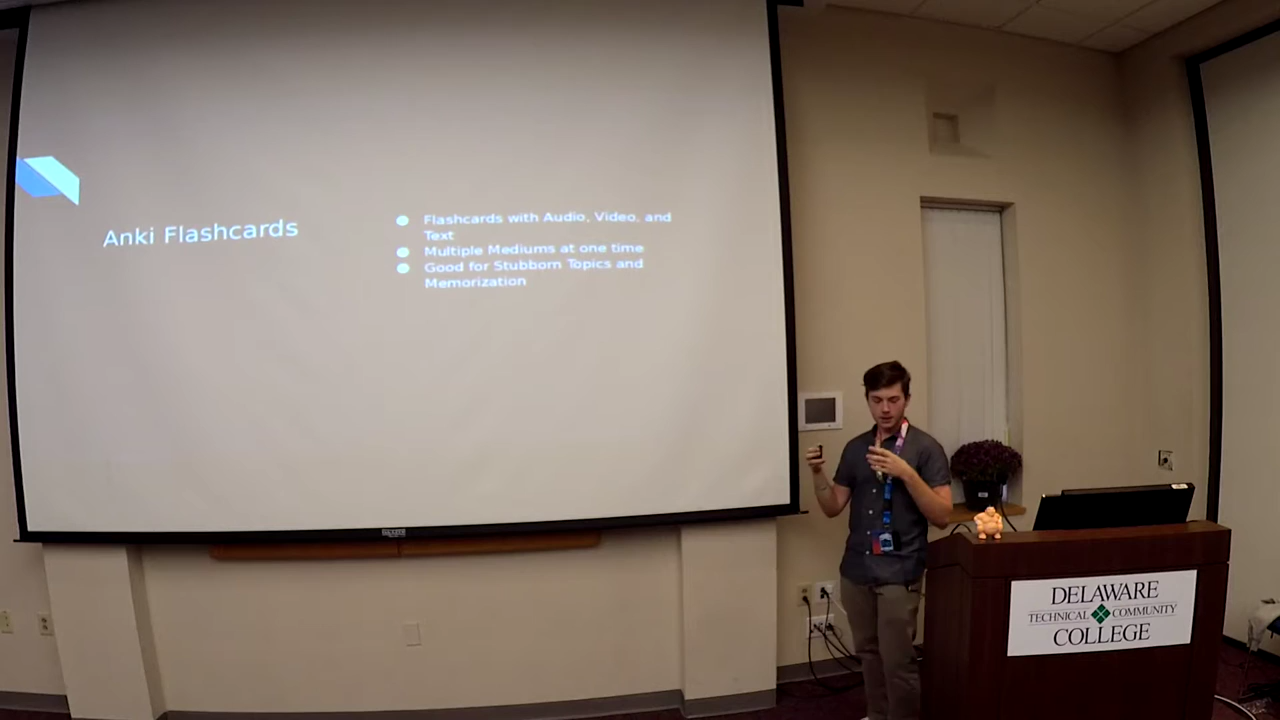 Anki Flashcards
Flashcards with Audio, Video, and
Text
Multiple Mediums at one time
Good for Stubborn Topics and
Memorization
DELAWARE
TECHNICAL COMMUNITY
COLLEGE